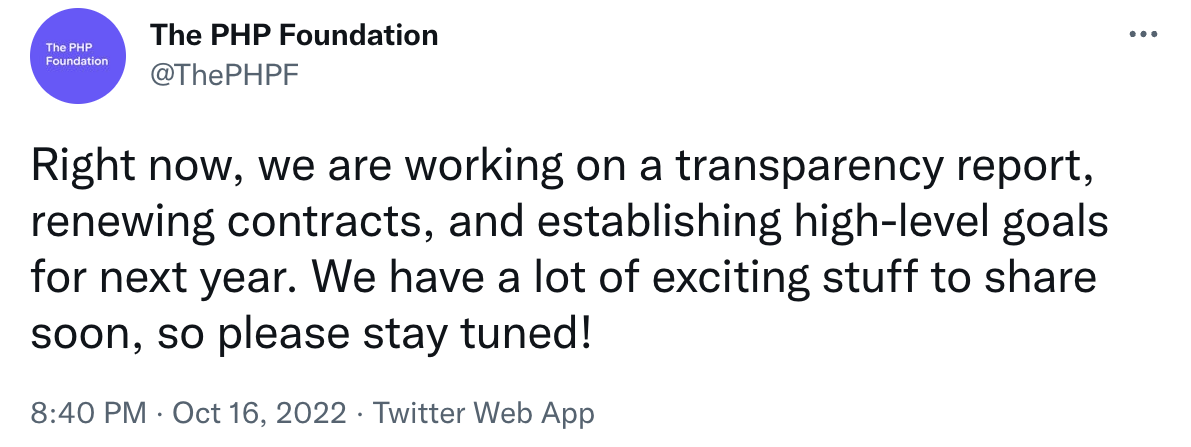 The PHP
Foundation
The PHP Foundation
@ThePHPF
Right now, we are working on a transparency report,
renewing contracts, and establishing high-level goals
for next year. We have a lot of exciting stuff to share
soon, so please stay tuned!
8:40 PM · Oct 16, 2022 · Twitter Web App